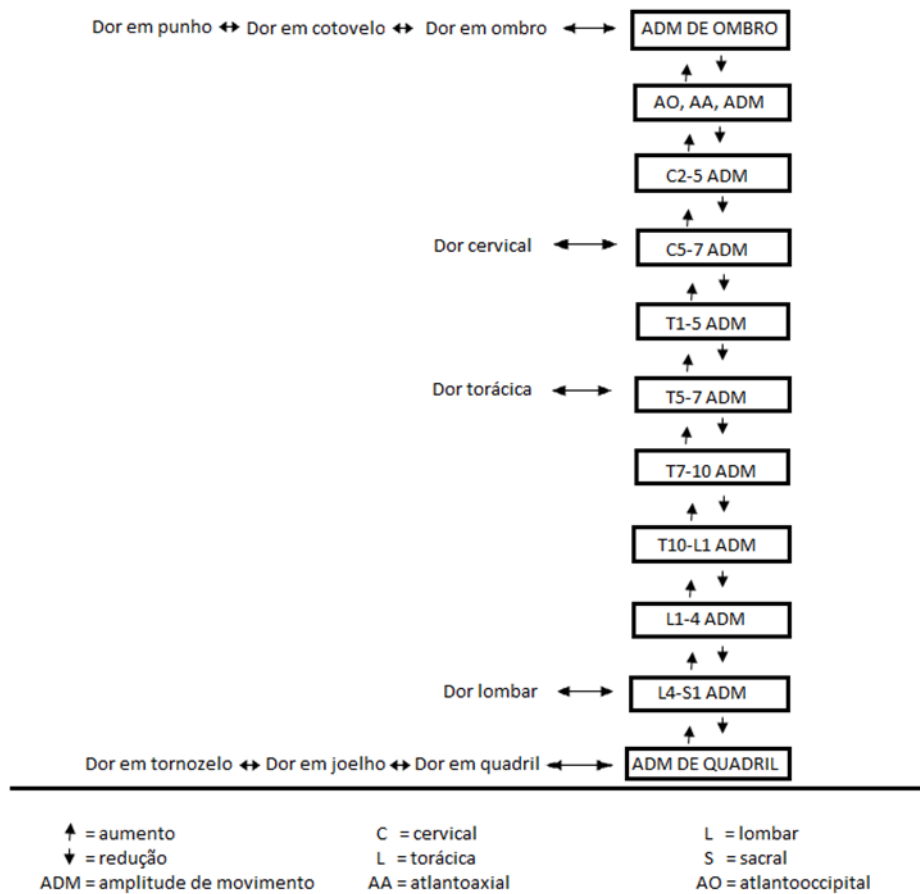 Dor em punho ↔ Dor em cotovelo ↔ Dor em ombro ↔ ADM DE OMBRO
AO, AA, ADM
C2-5 ADM
Dor cervical ↔ C5-7 ADM
T1-5 ADM
Dor torácica ↔ T5-7 ADM
T7-10 ADM
T10-L1 ADM
L1-4 ADM
Dor lombar ↔ L4-S1 ADM
Dor em tornozelo ↔ Dor em joelho ↔ Dor em quadril ↔ ADM DE QUADRIL
↑ = aumento C = cervical L = lombar
↓ = redução L = torácica S = sacral
ADM = amplitude de movimento AA = atlantoaxial AO = atlantooccipital